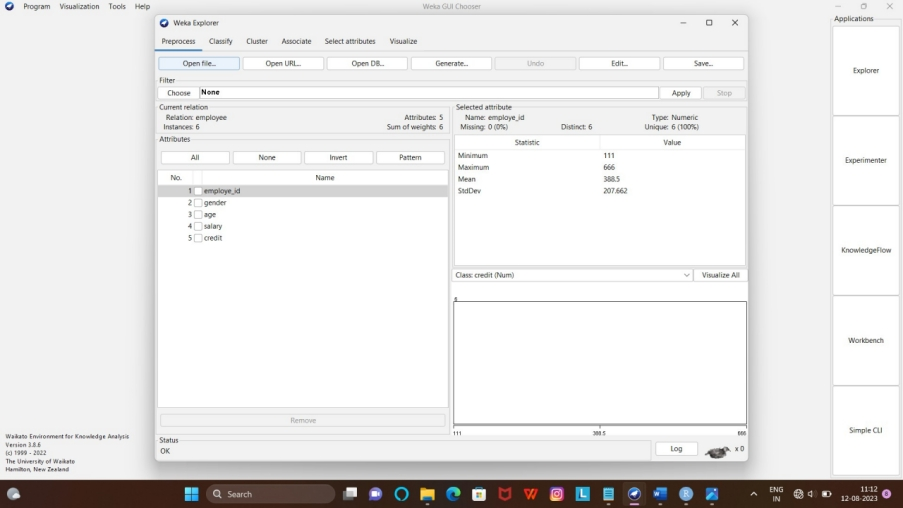 Program Visualization Tools Help
Weka GUI Chooser
Applications
Weka Explorer
Preprocess Classify Cluster Associate Select attributes Visualize
Open file... Open URL... Open DB... Generate... Undo Edit... Save...
Filter
Choose None Apply Stop
Current relation
Relation: employee Attributes: 5
Instances: 6 Sum of weights: 6
Attributes
All None Invert Pattern
No. Name
1 employe_id
2 gender
3 age
4 salary
5 credit
Remove
Selected attribute
Name: employe_id Type: Numeric
Missing: 0 (0%) Distinct: 6 Unique: 6 (100%)
Statistic Value
Minimum 111
Maximum 666
Mean 388.5
StdDev 207.662
Class: credit (Num) Visualize All
6
111 388.5 666
Status
OK
Log x 0
Explorer
Experimenter
KnowledgeFlow
Workbench
Simple CLI
Waikato Environment for Knowledge Analysis
Version 3.8.6
(c) 1999 - 2022
The University of Waikato
Hamilton, New Zealand
Search
ENG
IN
11:12
12-08-2023